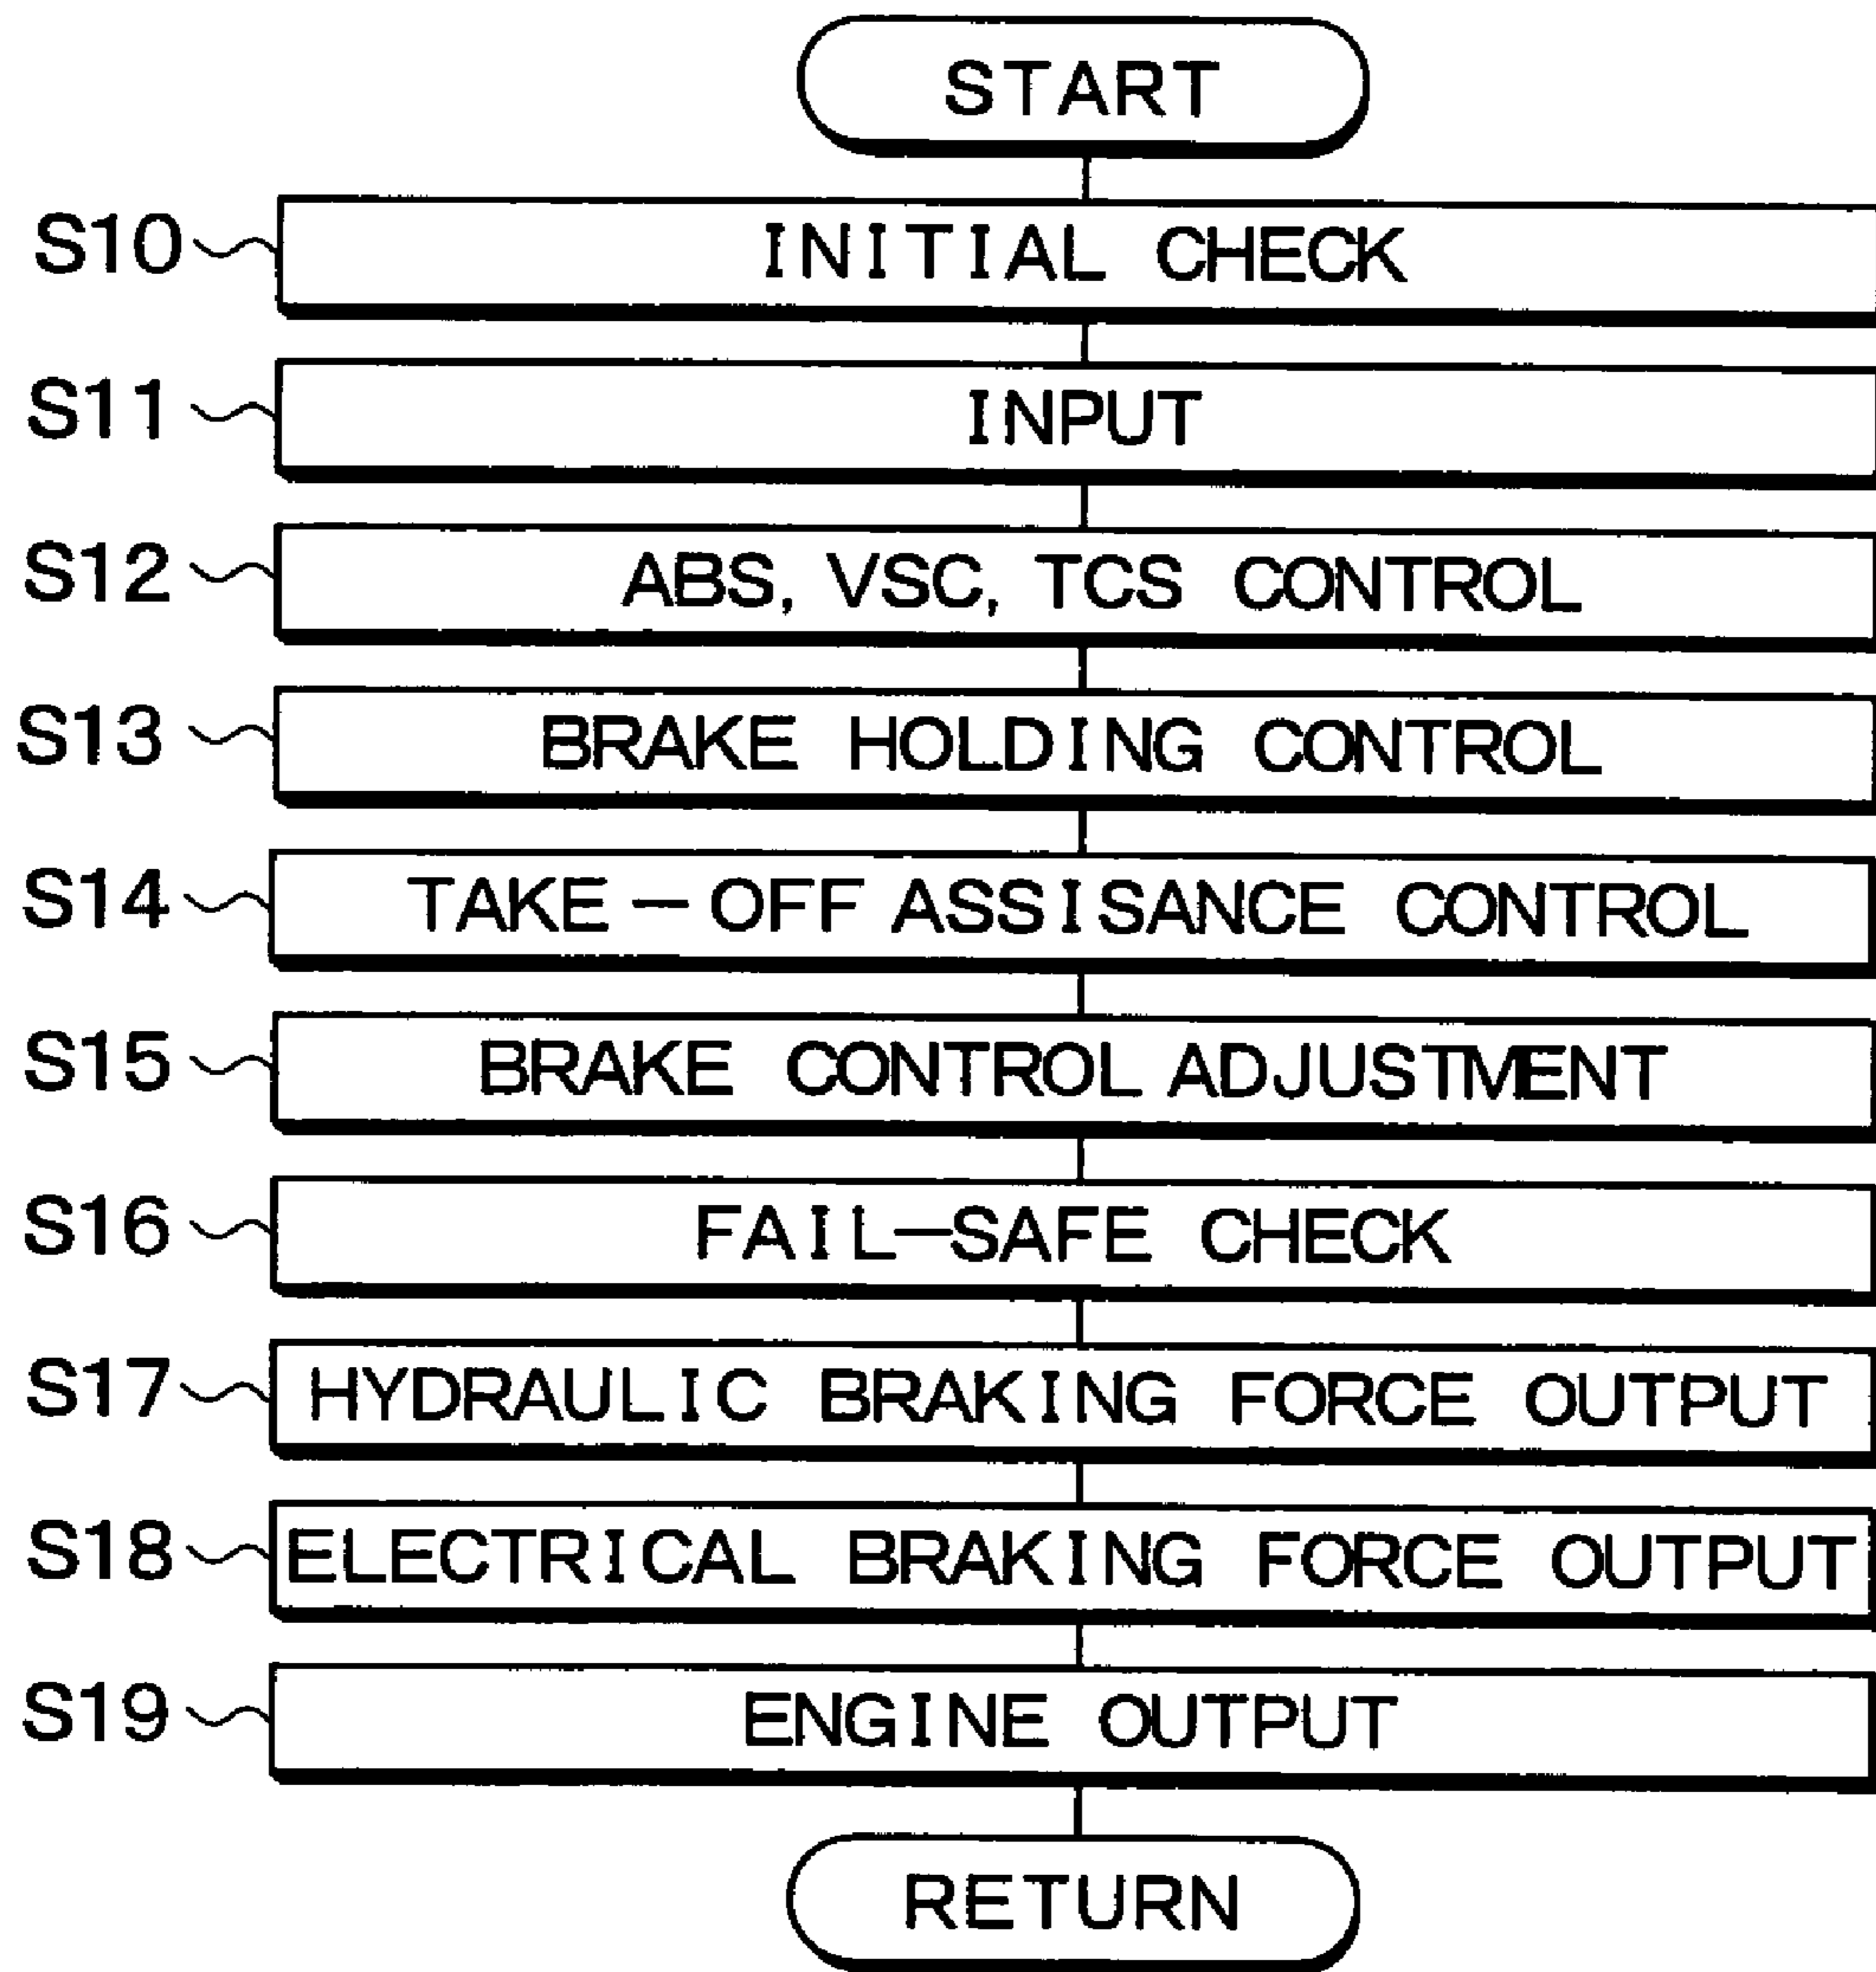 START
S10 INITIAL CHECK
S11 INPUT
S12 ABS, VSC, TCS CONTROL
S13 BRAKE HOLDING CONTROL
S14 TAKE-OFF ASSISANCE CONTROL
S15 BRAKE CONTROL ADJUSTMENT
S16 FAIL-SAFE CHECK
S17 HYDRAULIC BRAKING FORCE OUTPUT
S18 ELECTRICAL BRAKING FORCE OUTPUT
S19 ENGINE OUTPUT
RETURN